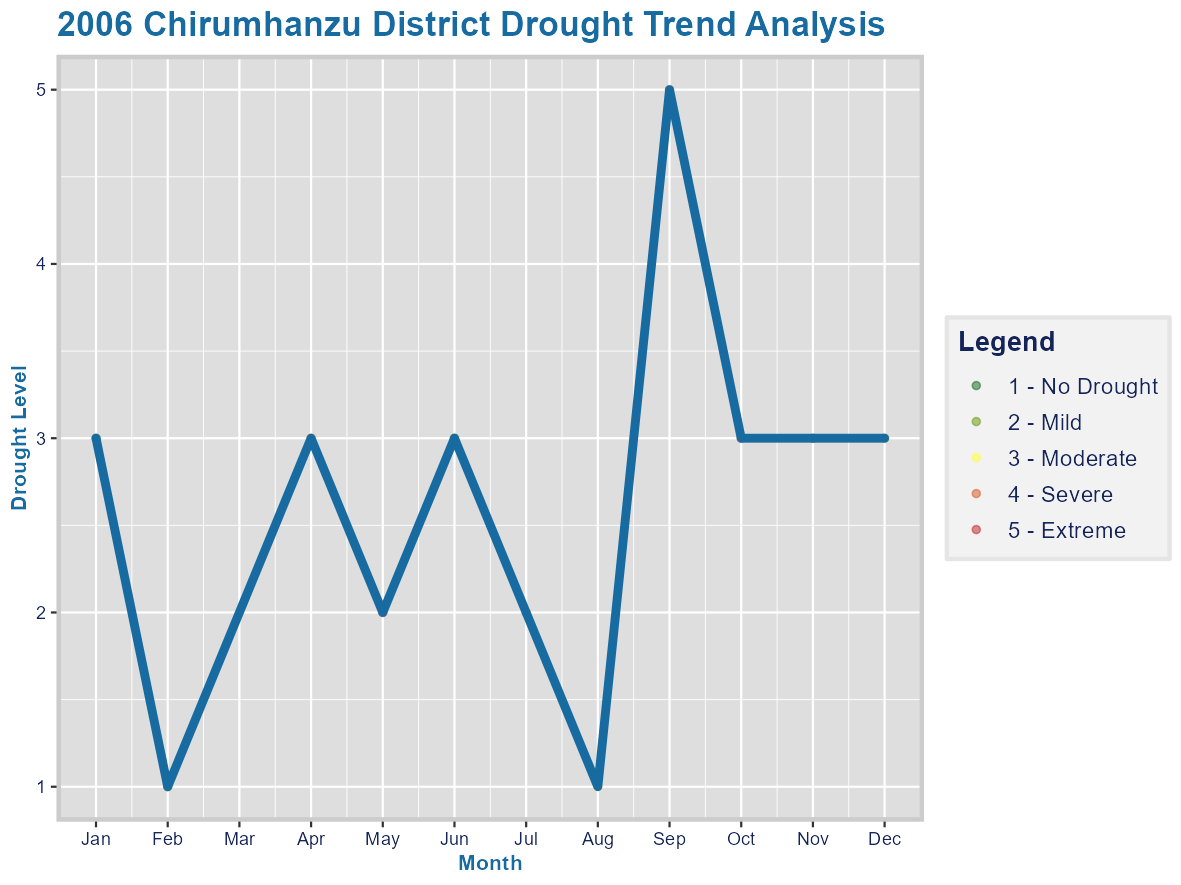 2006 Chirumhanzu District Drought Trend Analysis
5
4
3
2
1
Drought Level
Jan Feb Mar Apr May Jun Jul Aug Sep Oct Nov Dec
Month
Legend
1 - No Drought
2 - Mild
3 - Moderate
4 - Severe
5 - Extreme